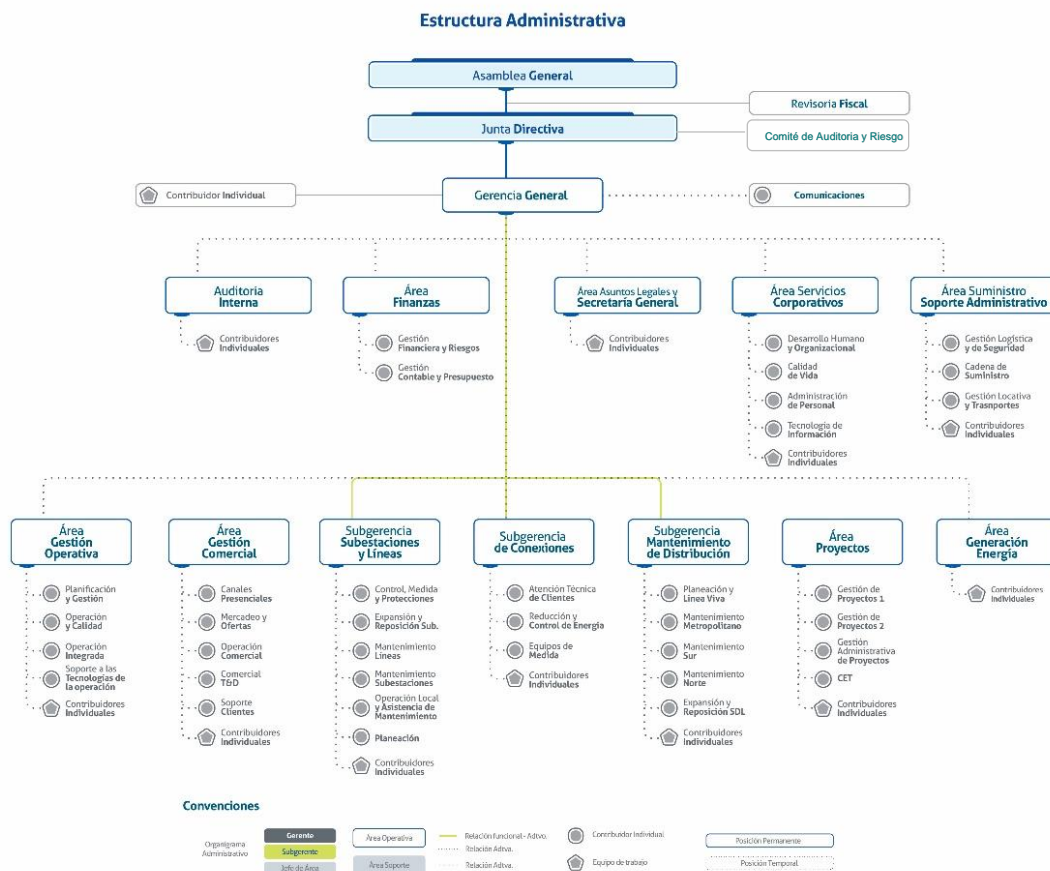 Estructura Administrativa
Asamblea General
Revisoria Fiscal
Junta Directiva
Comité de Auditoria y Riesgo
Contribuidor Individual
Gerencia General
Comunicaciones
Auditoria
Interna
Área
Finanzas
Área Asuntos Legales y
Secretaría General
Área Servicios
Corporativos
Área Suministro
Soporte Administrativo
Contribuidores
Individuales
Gestión
Financiera y Riesgos
Gestión
Contable y Presupuesto
Contribuidores
Individuales
Desarrollo Humano
y Organizacional
Calidad
de Vida
Administración
de Personal
Tecnología de
Información
Contribuidores
Individuales
Gestión Logística
y de Seguridad
Cadena de
Suministro
Gestión Locativa
y Trasnportes
Contribuidores
Individuales
Área
Gestión
Operativa
Área
Gestión
Comercial
Subgerencia
Subestaciones
y Líneas
Subgerencia
de Conexiones
Subgerencia
Mantenimiento
de Distribución
Área
Proyectos
Área
Generación
Energía
Planificación
y Gestión
Operación
y Calidad
Operación
Integrada
Soporte a las
Tecnologías de
la operación
Contribuidores
Individuales
Canales
Presenciales
Mercadeo y
Ofertas
Operación
Comercial
Comercial
T&D
Soporte
Clientes
Contribuidores
Individuales
Control, Medida
y Protecciones
Expansión y
Reposición Sub.
Mantenimiento
Líneas
Mantenimiento
Subestaciones
Operación Local
y Asistencia de
Mantenimiento
Planeación
Contribuidores
Individuales
Atención Técnica
de Clientes
Reducción y
Control de Energía
Equipos de
Medida
Contribuidores
Individuales
Planeación y
Línea Viva
Mantenimiento
Metropolitano
Mantenimiento
Sur
Mantenimiento
Norte
Expansión y
Reposición SDL
Contribuidores
Individuales
Gestión de
Proyectos 1
Gestión de
Proyectos 2
Gestión
Administrativa
de Proyectos
CET
Contribuidores
Individuales
Contribuidores
Individuales
Convenciones
Organigrama
Administrativo
Gerente
Subgerente
Jefe de Área
Área Operativa
Área Soporte
Relación funcional - Adtvo.
Relación Adtva.
Relación Adtva.
Contribuidor Individual
Equipo de trabajo
Posición Permanente
Posición Temporal